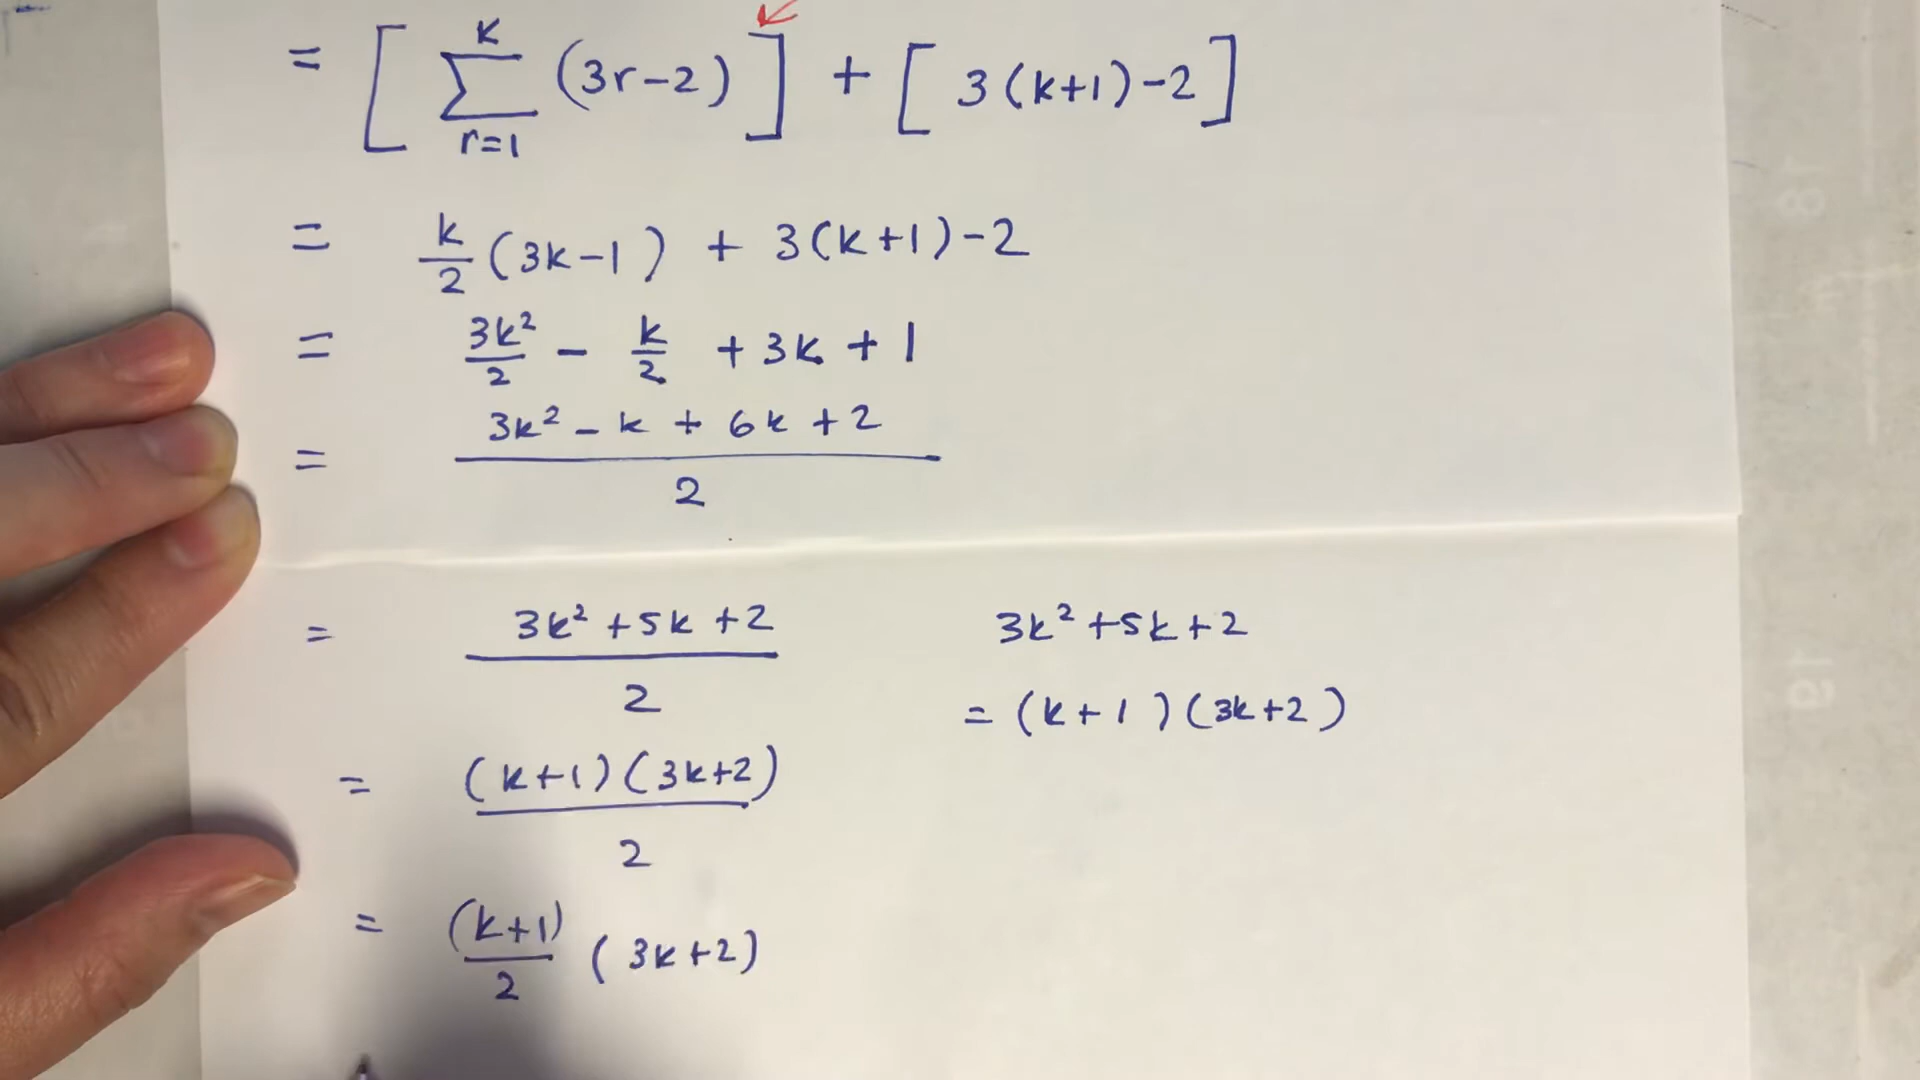 = [ K Σ r=1 (3r-2) ] + [ 3(k+1)-2 ]
= k/2 (3k-1) + 3(k+1)-2
= 3k²/2 - k/2 + 3k + 1
= 3k² - k + 6k + 2 / 2
= 3k² + 5k + 2 / 2
3k² + 5k + 2
= (k+1)(3k+2)
= (k+1)(3k+2) / 2
= (k+1)/2 (3k+2)